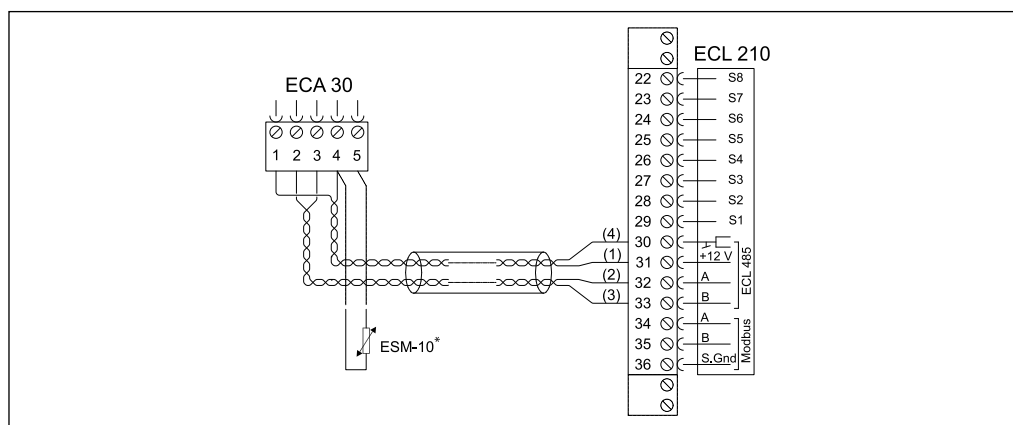 ECA 30
1 2 3 4 5
ESM-10*
ECL 210
22 S8
23 S7
24 S6
25 S5
26 S4
27 S3
28 S2
29 S1
(4) 30
(1) 31 +12 V
(2) 32 A
(3) 33 B
ECL 485
34 A
35 B
36 S.Gnd
Modbus